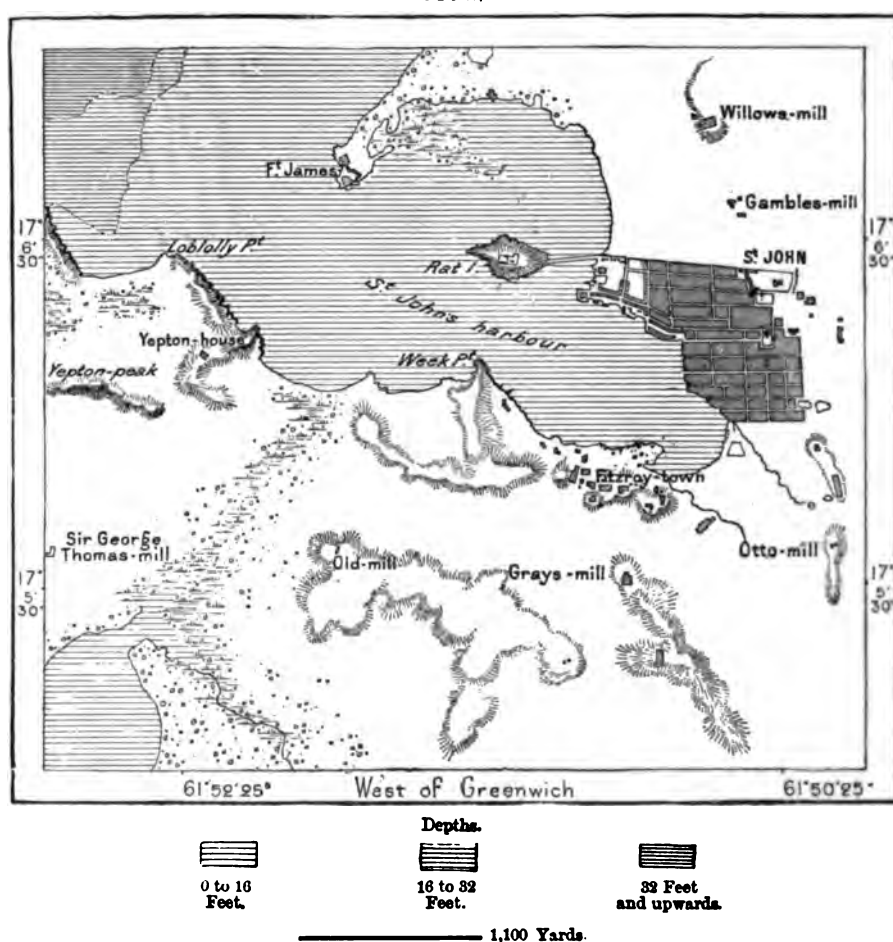 Willows-mill
Ft. James
Gambles-mill
17°
6'
30"
17°
6'
30"
Loblolly Pt.
St. JOHN
Rat I.
St. John's harbour
Yepton-house
Week Pt.
Yepton-peak
Fitzroy-town
Sir George
Thomas-mill
Old-mill
Grays-mill
Otto-mill
17°
5'
30"
17°
5'
30"
61°52'25"
West of Greenwich
61°50'25"
Depths.
0 to 16
Feet.
16 to 32
Feet.
32 Feet
and upwards.
1,100 Yards.